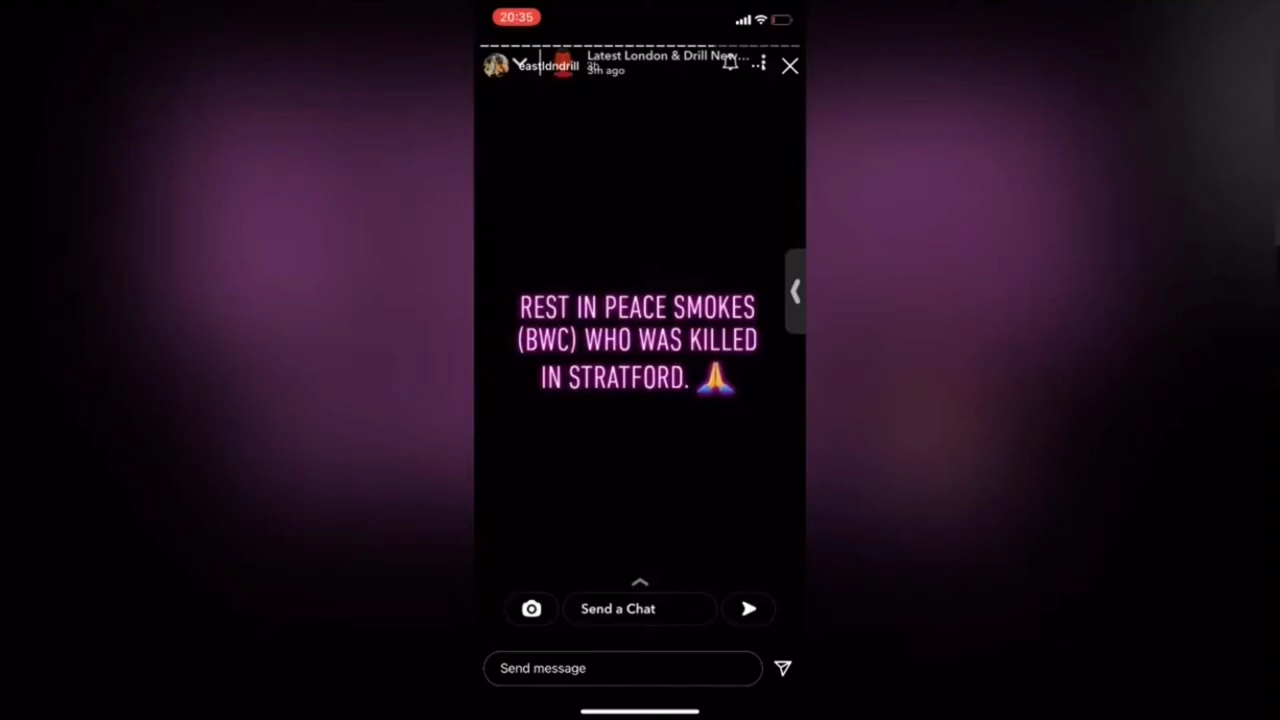 20:35
Latest London & Drill New...
eastldndrill
3m ago
REST IN PEACE SMOKES
(BWC) WHO WAS KILLED
IN STRATFORD. 🙏
Send a Chat
Send message